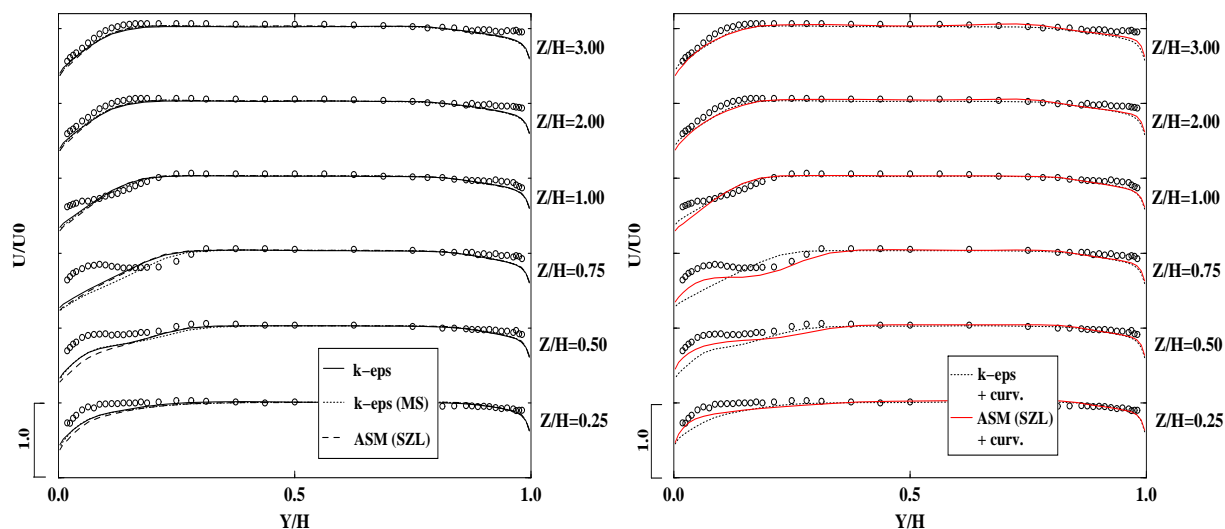 Z/H=3.00
Z/H=2.00
Z/H=1.00
Z/H=0.75
Z/H=0.50
Z/H=0.25
U/U0
1.0
k-eps
k-eps (MS)
ASM (SZL)
0.0
0.5
1.0
Y/H
Z/H=3.00
Z/H=2.00
Z/H=1.00
Z/H=0.75
Z/H=0.50
Z/H=0.25
U/U0
1.0
k-eps
+ curv.
ASM (SZL)
+ curv.
0.0
0.5
1.0
Y/H